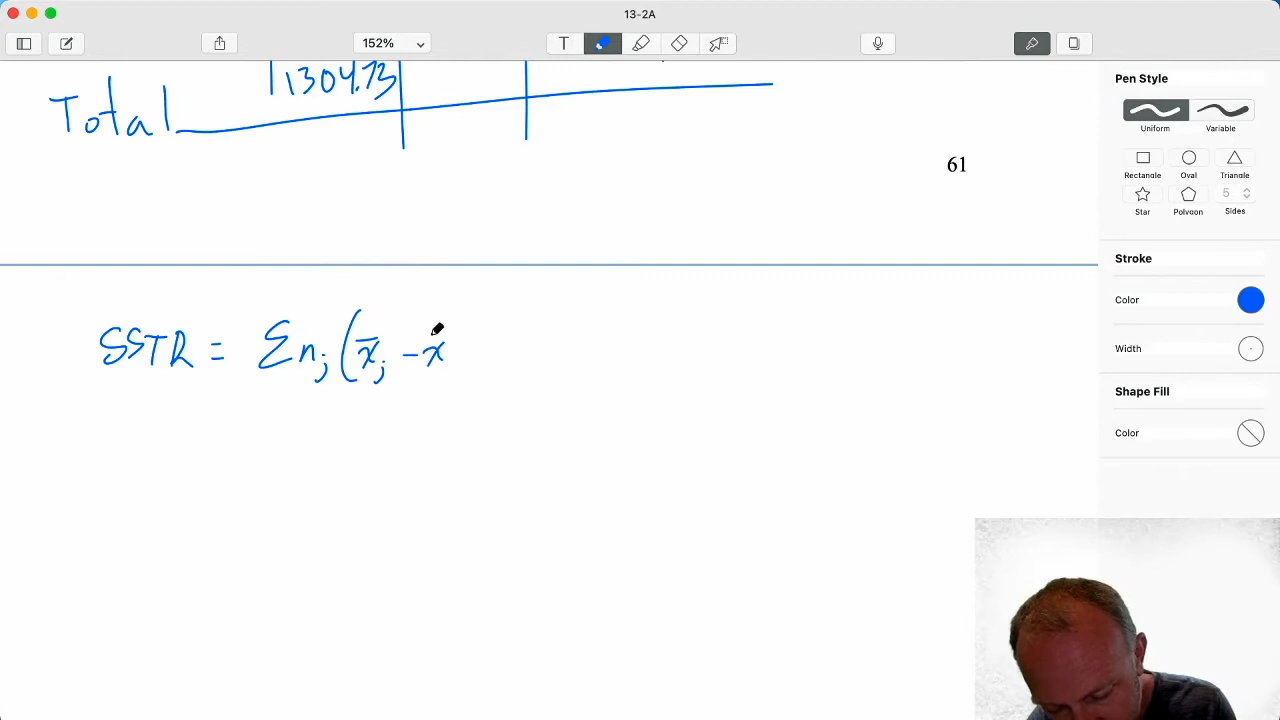 13-2A
152%
T
Pen Style
Uniform
Variable
Rectangle
Oval
Triangle
Star
Polygon
5
Sides
Stroke
Color
Width
Shape Fill
Color
11304.73
Total
61
SSTR = Σnⱼ(x̄ⱼ - x